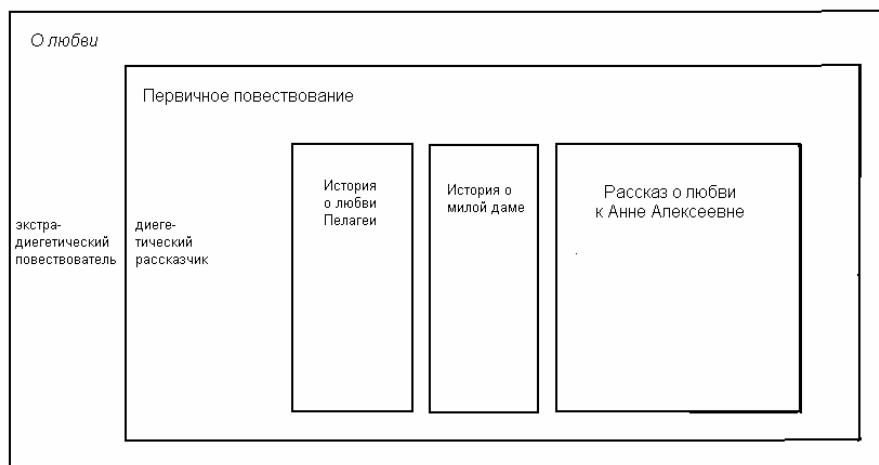 О любви
Первичное повествование
экстра-
диегетический
повествователь
диеге-
тический
рассказчик
История
о любви
Пелагеи
История о
милой даме
Рассказ о любви
к Анне Алексеевне